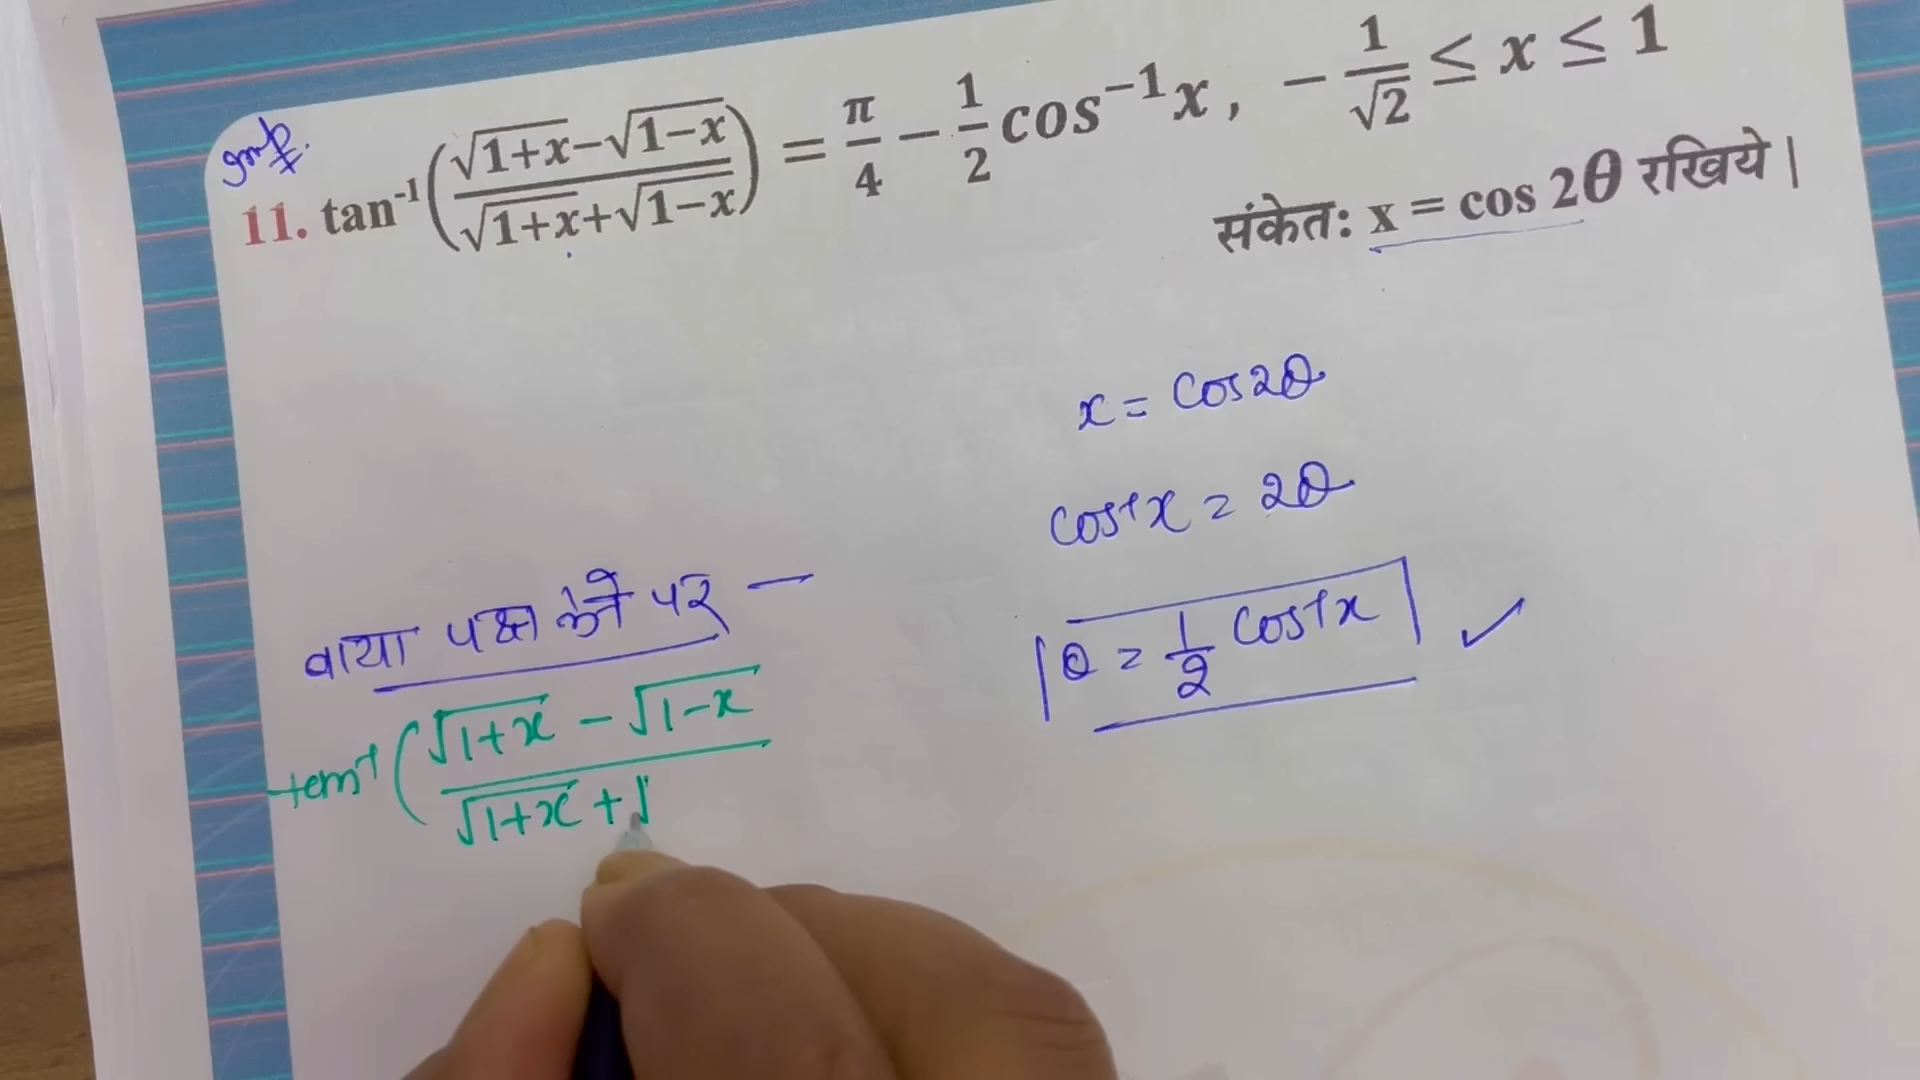 Imp.
11. tan⁻¹(√1+x−√1−x / √1+x+√1−x) = π/4 − 1/2 cos⁻¹x, −1/√2 ≤ x ≤ 1
संकेत: x = cos 2θ रखिये |
x = cos2θ
cos⁻¹x = 2θ
θ = 1/2 cos⁻¹x ✓
बाया पक्ष लेने पर —
tan⁻¹(√1+x − √1−x / √1+x + √